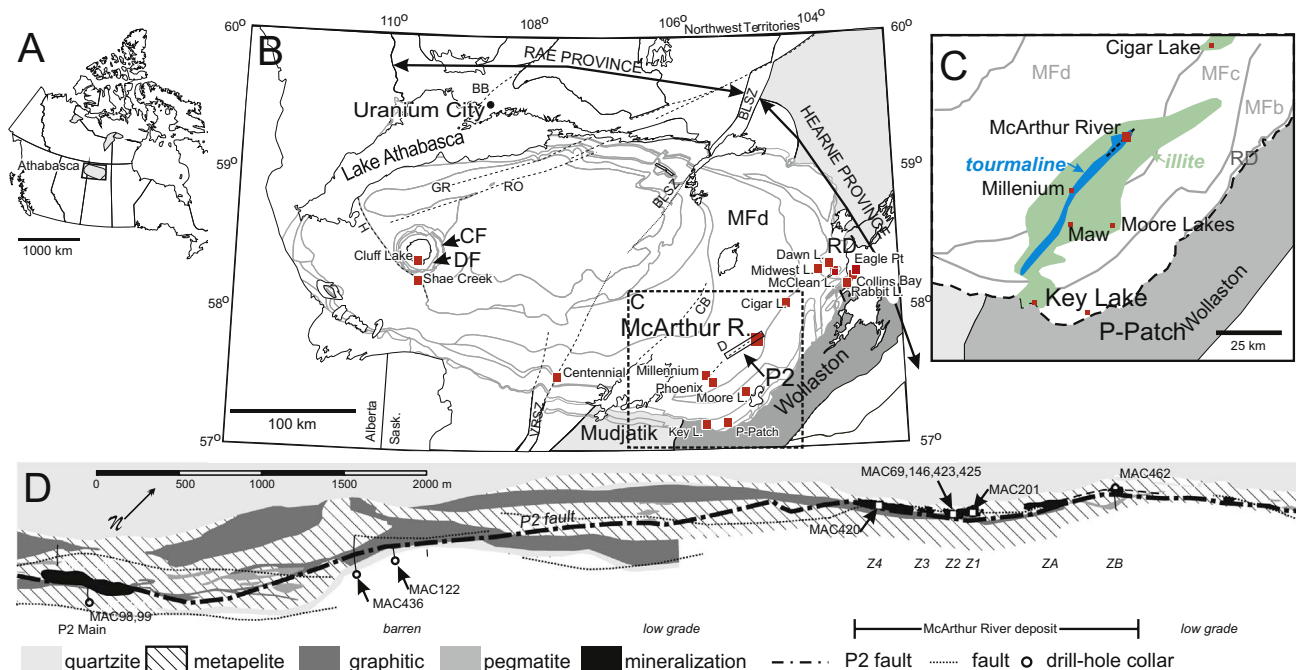 A
Athabasca
1000 km
B
60°
110°
108°
106°
104°
60°
Northwest Territories
RAE PROVINCE
BB
Uranium City
BLSZ
HEARNE PROVINCE
Lake Athabasca
59°
59°
GR
RO
BLSZ
C-H
MFd
CF
DF
Cluff Lake
Shae Creek
RD
Dawn L.
Eagle Pt
Midwest L.
McClean L.
Collins Bay
Rabbit L.
58°
58°
C
Cigar L.
CB
McArthur R.
D
P2
Centennial
Millennium
Phoenix
Moore L.
Wollaston
100 km
Alberta
Sask.
VRSZ
Mudjatik
Key L.
P-Patch
57°
57°
C
Cigar Lake
MFd
MFc
MFb
McArthur River
RD
tourmaline
illite
Millenium
Maw
Moore Lakes
Key Lake
P-Patch
Wollaston
25 km
D
0 500 1000 1500 2000 m
n
P2 fault
MAC69,146,423,425
MAC462
MAC201
MAC420
MAC122
MAC436
MAC98,99
Z4 Z3 Z2 Z1 ZA ZB
P2 Main
barren
low grade
McArthur River deposit
low grade
quartzite metapelite graphitic pegmatite mineralization P2 fault fault drill-hole collar